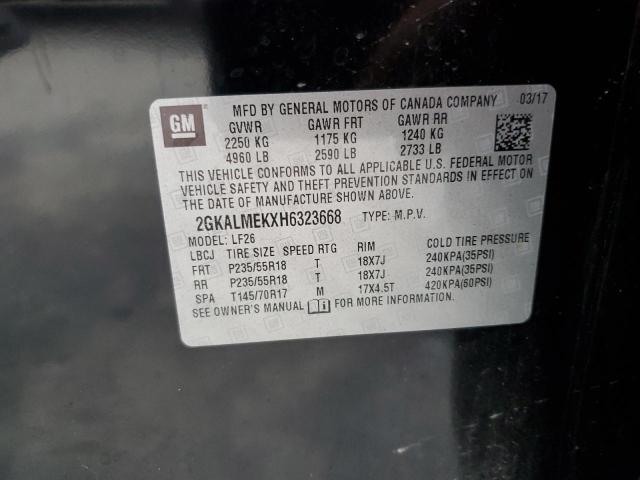 GM
MFD BY GENERAL MOTORS OF CANADA COMPANY 03/17
GVWR GAWR FRT GAWR RR
2250 KG 1175 KG 1240 KG
4960 LB 2590 LB 2733 LB
THIS VEHICLE CONFORMS TO ALL APPLICABLE U.S. FEDERAL MOTOR
VEHICLE SAFETY AND THEFT PREVENTION STANDARDS IN EFFECT ON
THE DATE OF MANUFACTURE SHOWN ABOVE.
2GKALMEKXH6323668 TYPE: M.P.V.
MODEL: LF26
LBCJ TIRE SIZE SPEED RTG RIM COLD TIRE PRESSURE
FRT P235/55R18 T 18X7J 240KPA(35PSI)
RR P235/55R18 T 18X7J 240KPA(35PSI)
SPA T145/70R17 M 17X4.5T 420KPA(60PSI)
SEE OWNER'S MANUAL FOR MORE INFORMATION